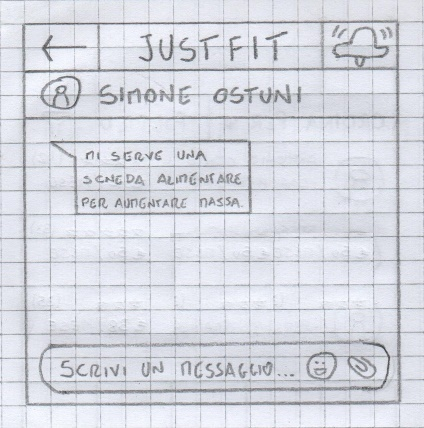 JUSTFIT
SIMONE OSTUNI
MI SERVE UNA
SCHEDA ALIMENTARE
PER AUMENTARE MASSA.
SCRIVI UN MESSAGGIO...